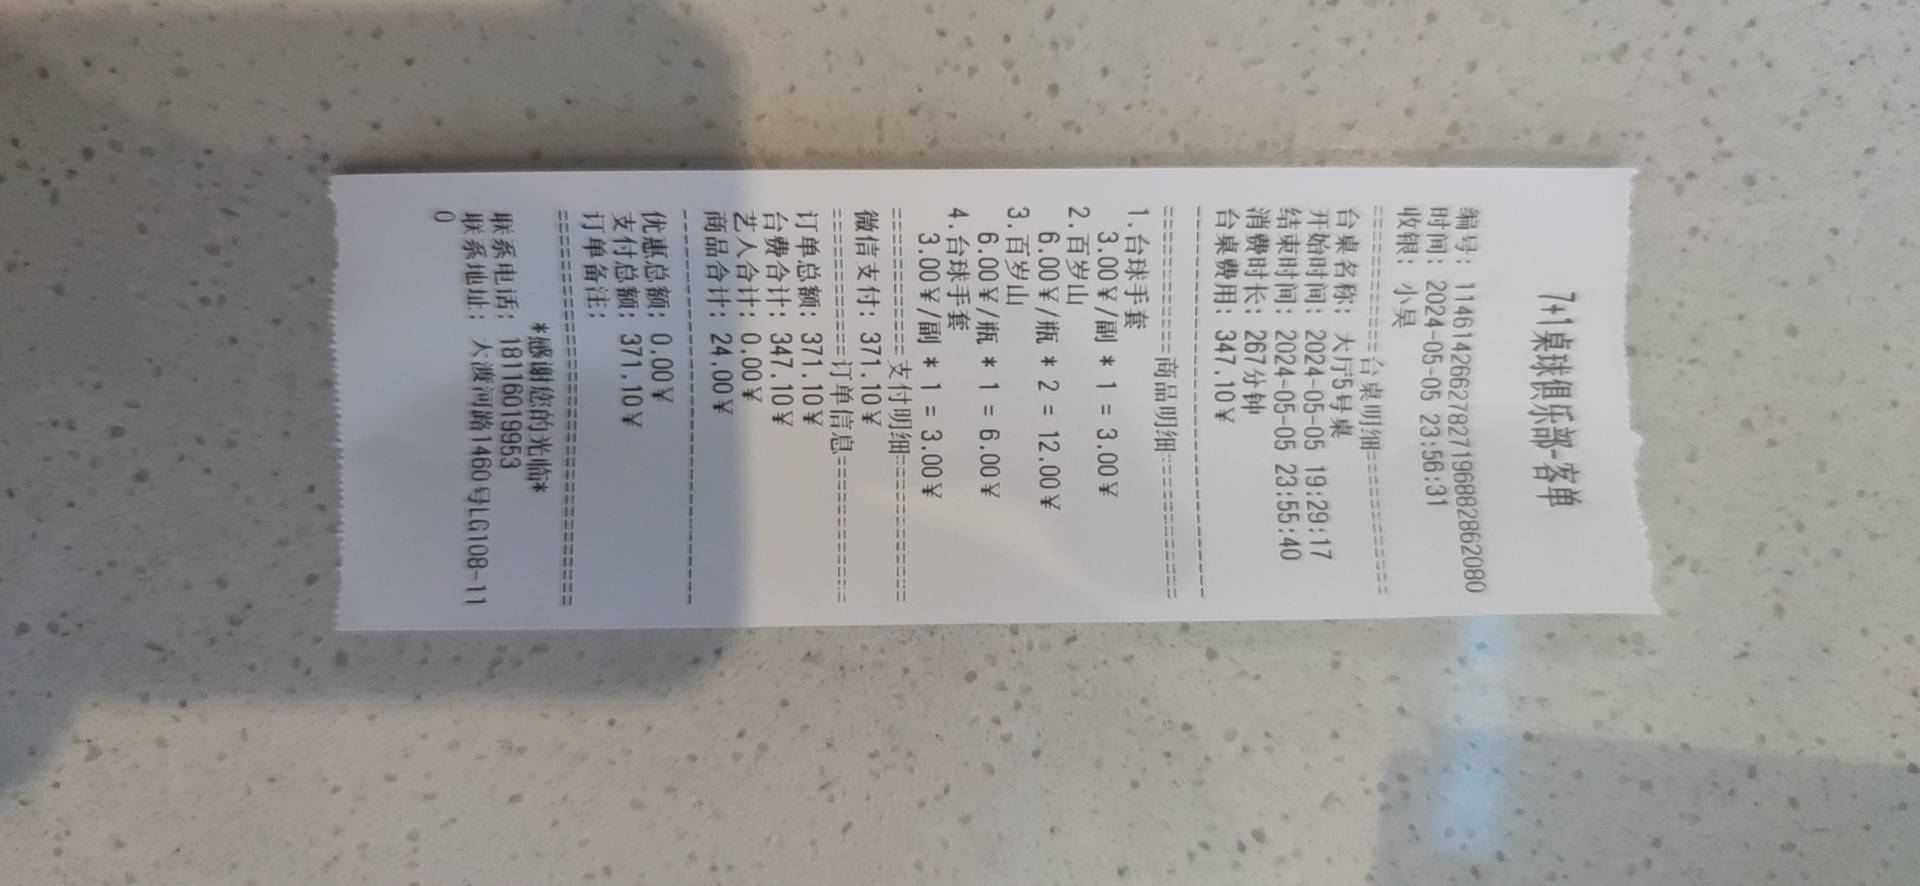 7+1桌球俱乐部-客单
编号: 1146142662782719688286​2080
时间: 2024-05-05 23:56:31
收银: 小吴
==========台桌明细==========
台桌名称: 大厅5号桌
开始时间: 2024-05-05 19:29:17
结束时间: 2024-05-05 23:55:40
消费时长: 267分钟
台桌费用: 347.10¥
--------------------------------
==========商品明细==========
1.台球手套
3.00¥/副 * 1 = 3.00¥
2.百岁山
6.00¥/瓶 * 2 = 12.00¥
3.百岁山
6.00¥/瓶 * 1 = 6.00¥
4.台球手套
3.00¥/副 * 1 = 3.00¥
==========支付明细==========
微信支付: 371.10¥
==========订单信息==========
订单总额: 371.10¥
台费合计: 347.10¥
艺人合计: 0.00¥
商品合计: 24.00¥
--------------------------------
优惠总额: 0.00¥
支付总额: 371.10¥
订单备注:
================================
*感谢您的光临*
联系电话: 18116019953
联系地址: 大渡河路1460号LG108-11
0